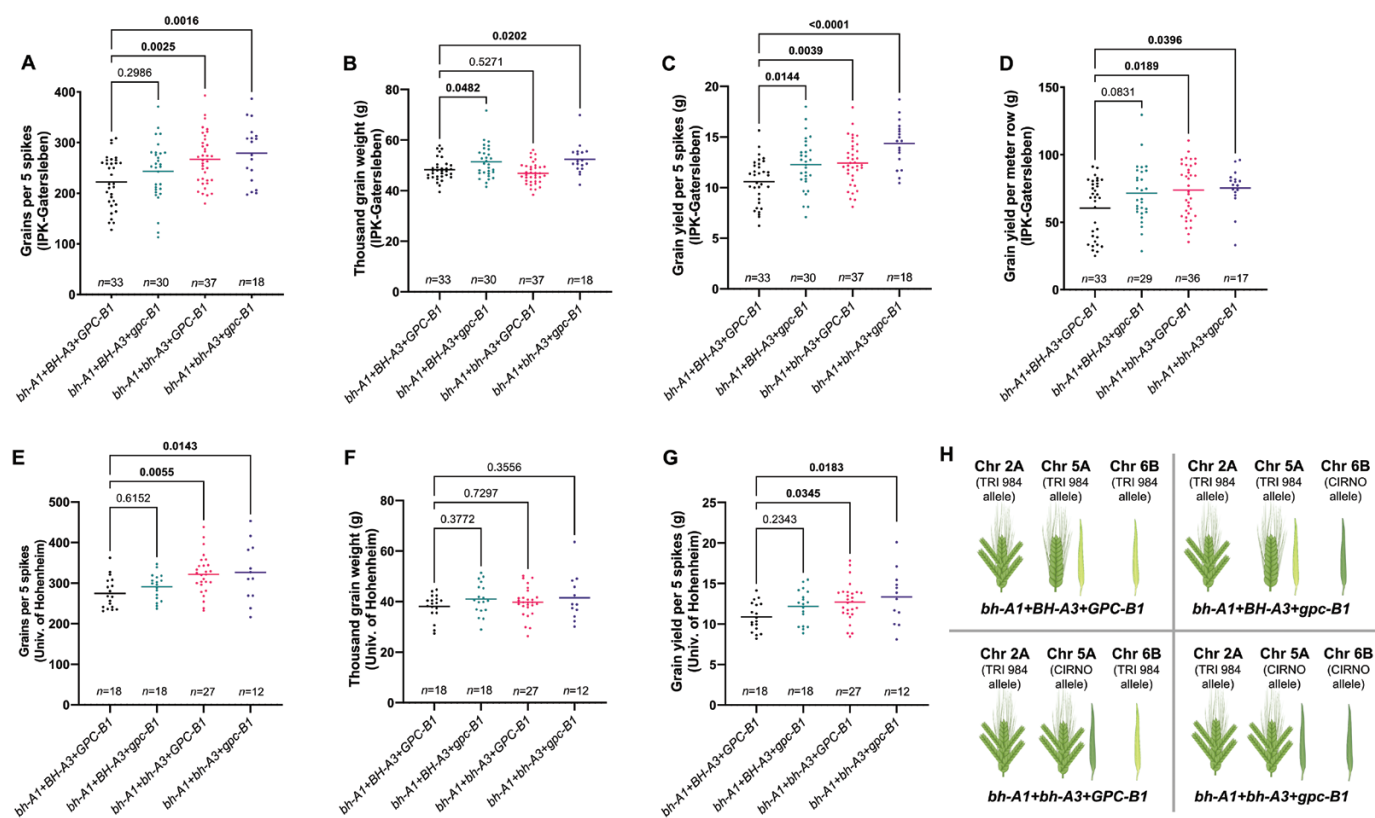 A
0.0016
0.0025
0.2986
Grains per 5 spikes
(IPK-Gatersleben)
400
300
200
100
0
n=33
n=30
n=37
n=18
bh-A1+BH-A3+GPC-B1
bh-A1+BH-A3+gpc-B1
bh-A1+bh-A3+GPC-B1
bh-A1+bh-A3+gpc-B1
B
0.0202
0.5271
0.0482
Thousand grain weight (g)
(IPK-Gatersleben)
80
60
40
20
0
n=33
n=30
n=37
n=18
bh-A1+BH-A3+GPC-B1
bh-A1+BH-A3+gpc-B1
bh-A1+bh-A3+GPC-B1
bh-A1+bh-A3+gpc-B1
C
<0.0001
0.0039
0.0144
Grain yield per 5 spikes (g)
(IPK-Gatersleben)
20
15
10
5
0
n=33
n=30
n=37
n=18
bh-A1+BH-A3+GPC-B1
bh-A1+BH-A3+gpc-B1
bh-A1+bh-A3+GPC-B1
bh-A1+bh-A3+gpc-B1
D
0.0396
0.0189
0.0831
Grain yield per meter row (g)
(IPK-Gatersleben)
150
100
50
0
n=33
n=29
n=36
n=17
bh-A1+BH-A3+GPC-B1
bh-A1+BH-A3+gpc-B1
bh-A1+bh-A3+GPC-B1
bh-A1+bh-A3+gpc-B1
E
0.0143
0.0055
0.6152
Grains per 5 spikes
(Univ. of Hohenheim)
500
400
300
200
100
0
n=18
n=18
n=27
n=12
bh-A1+BH-A3+GPC-B1
bh-A1+BH-A3+gpc-B1
bh-A1+bh-A3+GPC-B1
bh-A1+bh-A3+gpc-B1
F
0.3556
0.7297
0.3772
Thousand grain weight (g)
(Univ. of Hohenheim)
80
60
40
20
0
n=18
n=18
n=27
n=12
bh-A1+BH-A3+GPC-B1
bh-A1+BH-A3+gpc-B1
bh-A1+bh-A3+GPC-B1
bh-A1+bh-A3+gpc-B1
G
0.0183
0.0345
0.2343
Grain yield per 5 spikes (g)
(Univ. of Hohenheim)
25
20
15
10
5
0
n=18
n=18
n=27
n=12
bh-A1+BH-A3+GPC-B1
bh-A1+BH-A3+gpc-B1
bh-A1+bh-A3+GPC-B1
bh-A1+bh-A3+gpc-B1
H
Chr 2A Chr 5A Chr 6B
(TRI 984 (TRI 984 (TRI 984
allele) allele) allele)
bh-A1+BH-A3+GPC-B1
Chr 2A Chr 5A Chr 6B
(TRI 984 (TRI 984 (CIRNO
allele) allele) allele)
bh-A1+BH-A3+gpc-B1
Chr 2A Chr 5A Chr 6B
(TRI 984 (CIRNO (TRI 984
allele) allele) allele)
bh-A1+bh-A3+GPC-B1
Chr 2A Chr 5A Chr 6B
(TRI 984 (CIRNO (CIRNO
allele) allele) allele)
bh-A1+bh-A3+gpc-B1